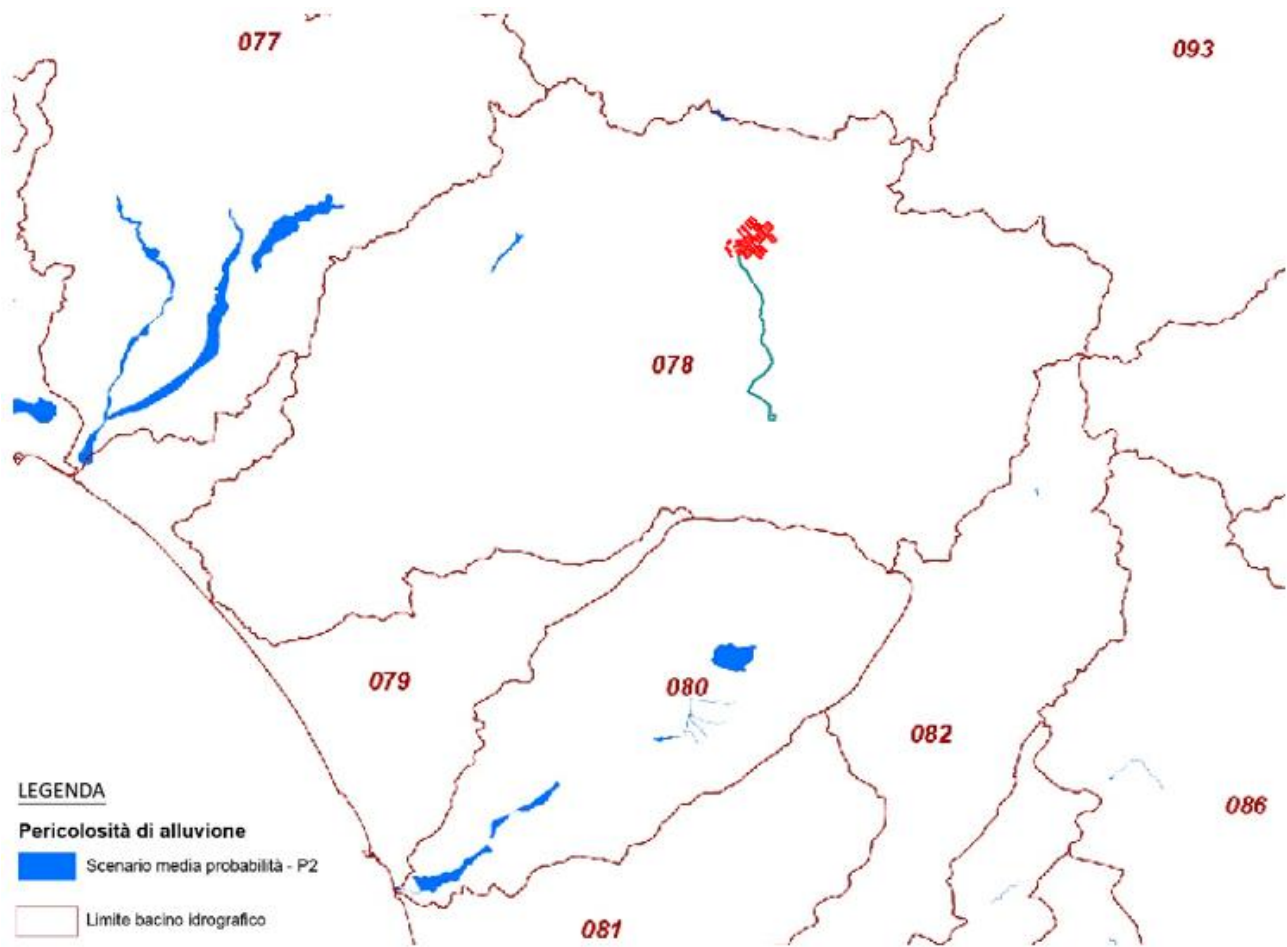 077
093
078
079
080
082
086
081
LEGENDA
Pericolosità di alluvione
Scenario media probabilità - P2
Limite bacino idrografico